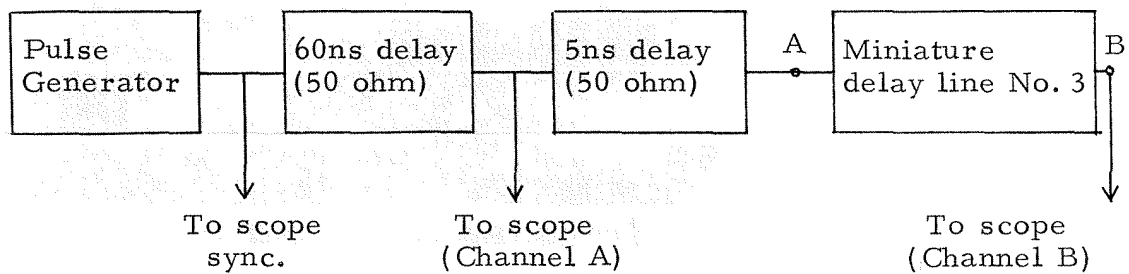 Pulse
Generator
60ns delay
(50 ohm)
5ns delay
(50 ohm)
A
Miniature
delay line No. 3
B
To scope
sync.
To scope
(Channel A)
To scope
(Channel B)